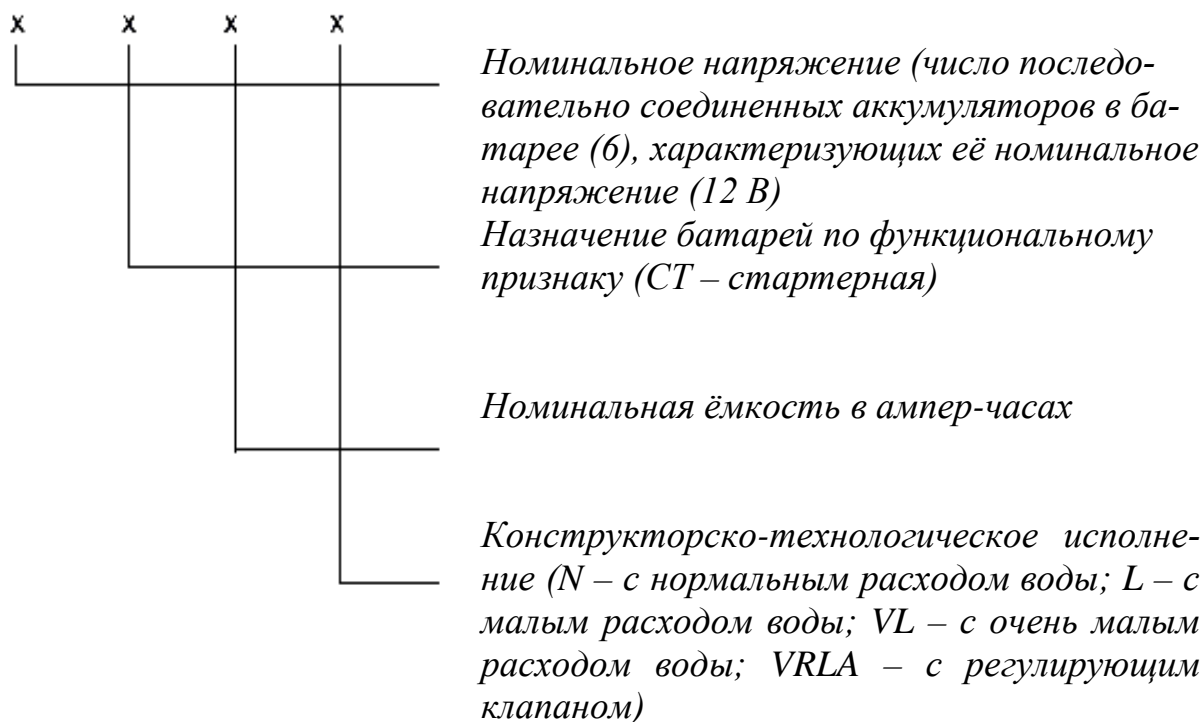 x x x x
Номинальное напряжение (число последо-
вательно соединенных аккумуляторов в ба-
тарее (6), характеризующих её номинальное
напряжение (12 В)
Назначение батарей по функциональному
признаку (СТ – стартерная)
Номинальная ёмкость в ампер-часах
Конструкторско-технологическое исполне-
ние (N – с нормальным расходом воды; L – с
малым расходом воды; VL – с очень малым
расходом воды; VRLA – с регулирующим
клапаном)